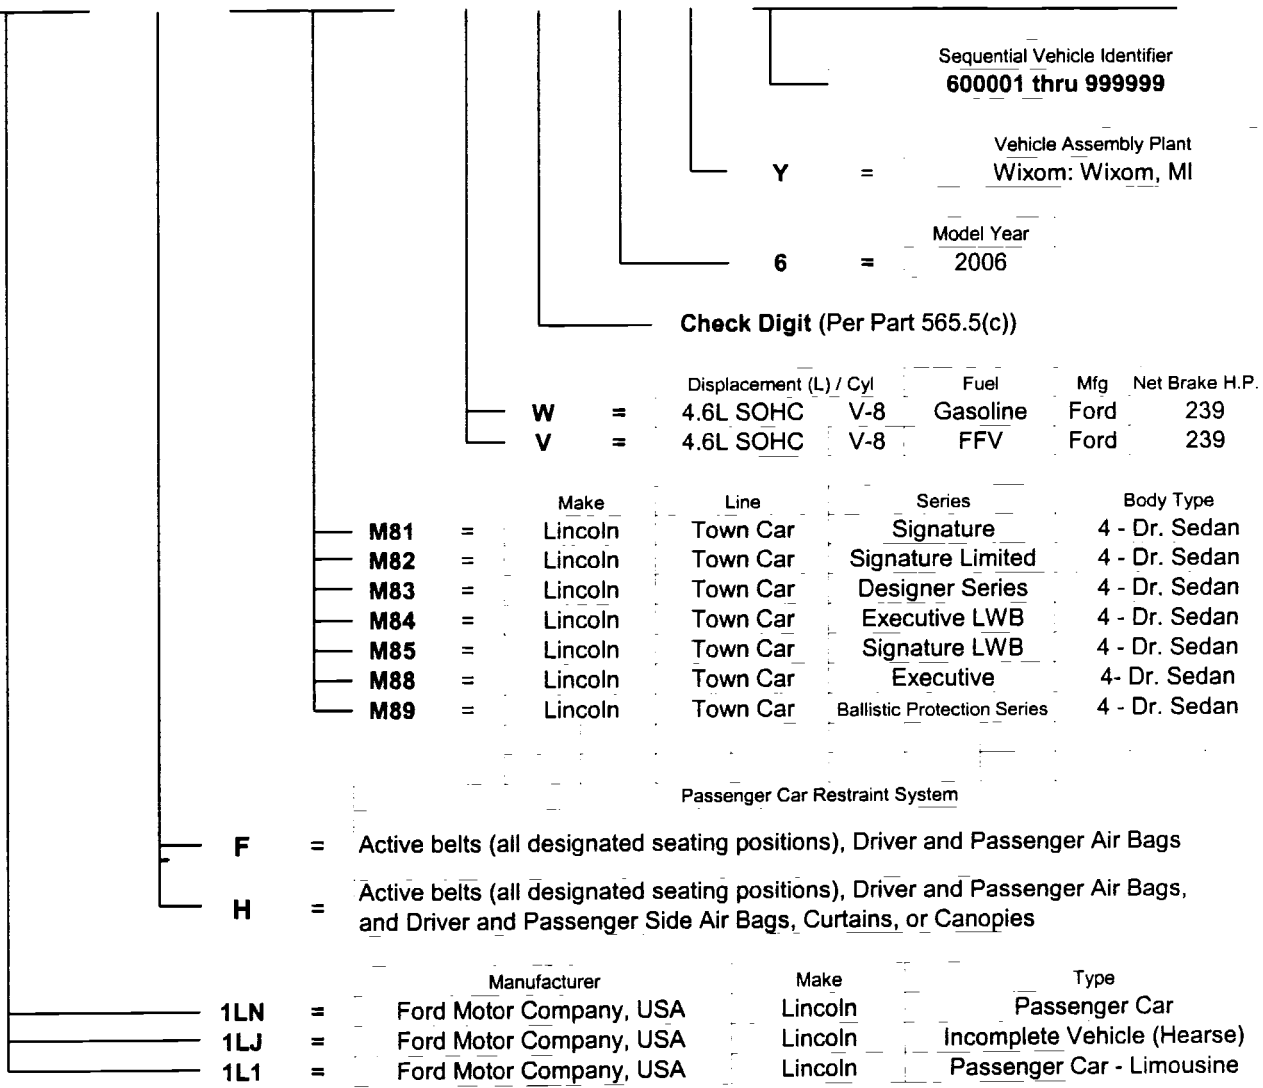 Sequential Vehicle Identifier
600001 thru 999999
Vehicle Assembly Plant
Y = Wixom: Wixom, MI
Model Year
6 = 2006
Check Digit (Per Part 565.5(c))
Displacement (L) / Cyl Fuel Mfg Net Brake H.P.
W = 4.6L SOHC V-8 Gasoline Ford 239
V = 4.6L SOHC V-8 FFV Ford 239
Make Line Series Body Type
M81 = Lincoln Town Car Signature 4 - Dr. Sedan
M82 = Lincoln Town Car Signature Limited 4 - Dr. Sedan
M83 = Lincoln Town Car Designer Series 4 - Dr. Sedan
M84 = Lincoln Town Car Executive LWB 4 - Dr. Sedan
M85 = Lincoln Town Car Signature LWB 4 - Dr. Sedan
M88 = Lincoln Town Car Executive 4- Dr. Sedan
M89 = Lincoln Town Car Ballistic Protection Series 4 - Dr. Sedan
Passenger Car Restraint System
F = Active belts (all designated seating positions), Driver and Passenger Air Bags
H = Active belts (all designated seating positions), Driver and Passenger Air Bags,
and Driver and Passenger Side Air Bags, Curtains, or Canopies
Manufacturer Make Type
1LN = Ford Motor Company, USA Lincoln Passenger Car
1LJ = Ford Motor Company, USA Lincoln Incomplete Vehicle (Hearse)
1L1 = Ford Motor Company, USA Lincoln Passenger Car - Limousine